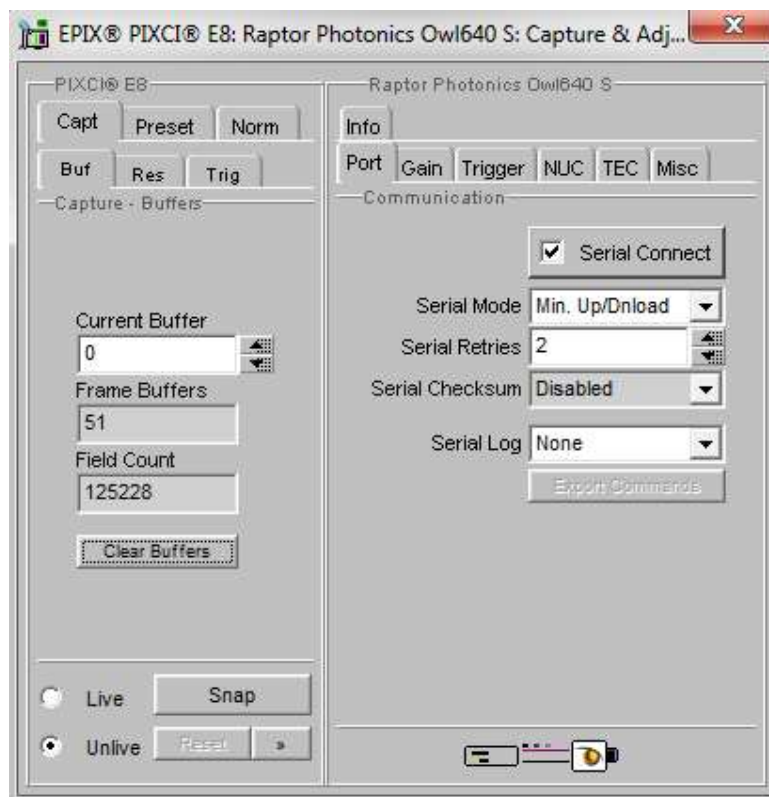 EPIX® PIXCI® E8: Raptor Photonics Owl640 S: Capture & Adj...
PIXCI® E8
Capt Preset Norm
Buf Res Trig
Capture - Buffers
Current Buffer
0
Frame Buffers
51
Field Count
125228
Clear Buffers
Live Snap
Unlive Reset »
Raptor Photonics Owl640 S
Info
Port Gain Trigger NUC TEC Misc
Communication
Serial Connect
Serial Mode Min. Up/Dnload
Serial Retries 2
Serial Checksum Disabled
Serial Log None
Export Commands